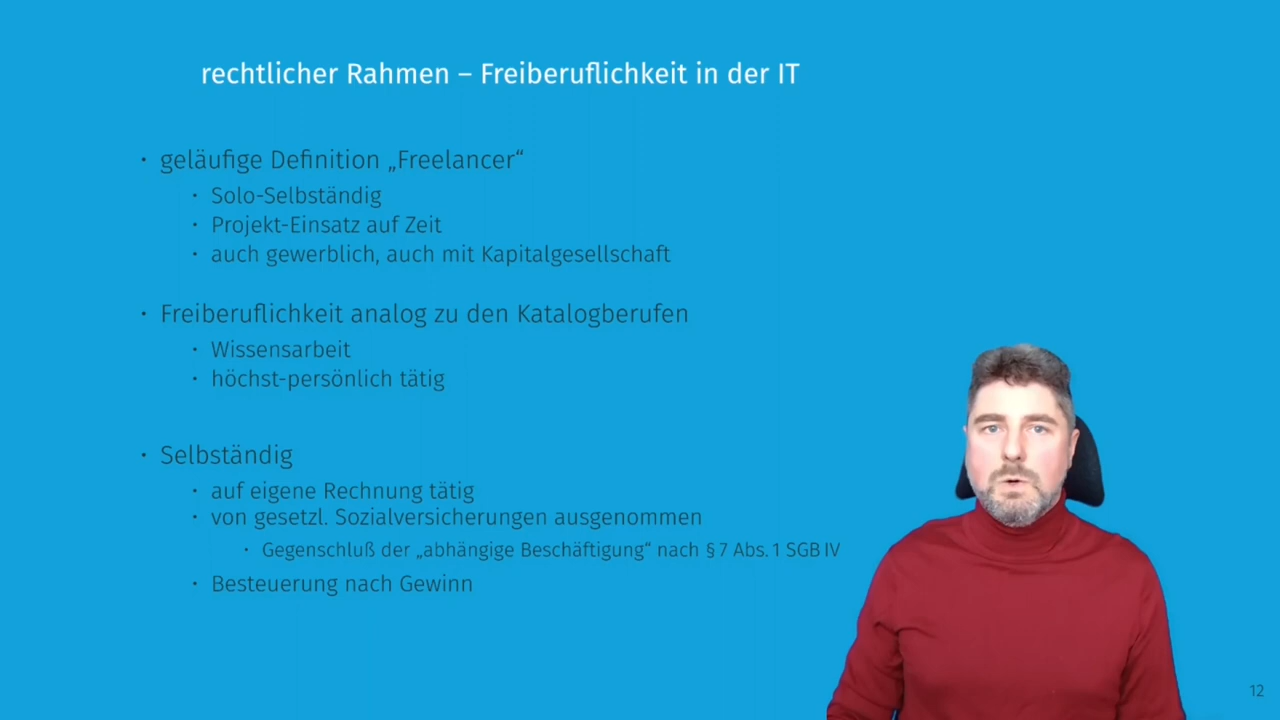 rechtlicher Rahmen – Freiberuflichkeit in der IT
• geläufige Definition „Freelancer“
• Solo-Selbständig
• Projekt-Einsatz auf Zeit
• auch gewerblich, auch mit Kapitalgesellschaft
• Freiberuflichkeit analog zu den Katalogberufen
• Wissensarbeit
• höchst-persönlich tätig
• Selbständig
• auf eigene Rechnung tätig
• von gesetzl. Sozialversicherungen ausgenommen
• Gegenschluß der „abhängige Beschäftigung“ nach § 7 Abs. 1 SGB IV
• Besteuerung nach Gewinn
12